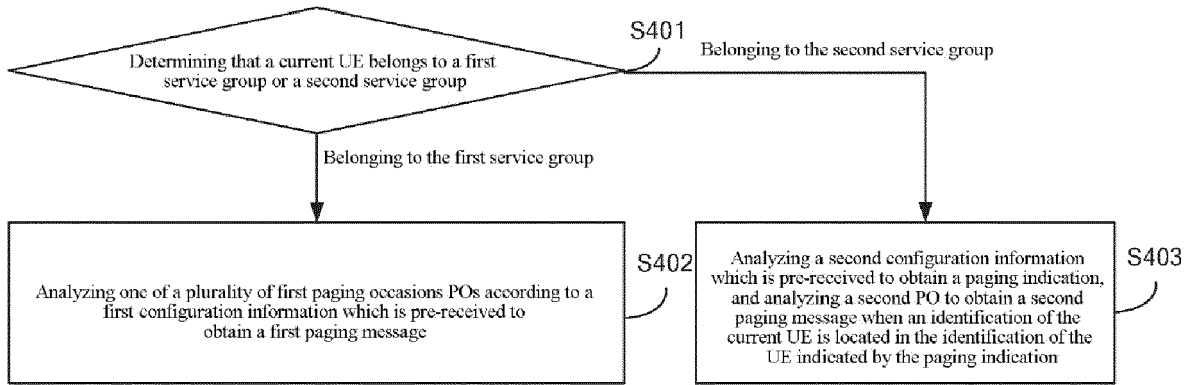 S401
Determining that a current UE belongs to a first
service group or a second service group
Belonging to the second service group
Belonging to the first service group
S402
Analyzing one of a plurality of first paging occasions POs according to a
first configuration information which is pre-received to
obtain a first paging message
S403
Analyzing a second configuration information
which is pre-received to obtain a paging indication,
and analyzing a second PO to obtain a second
paging message when an identification of the
current UE is located in the identification of the
UE indicated by the paging indication